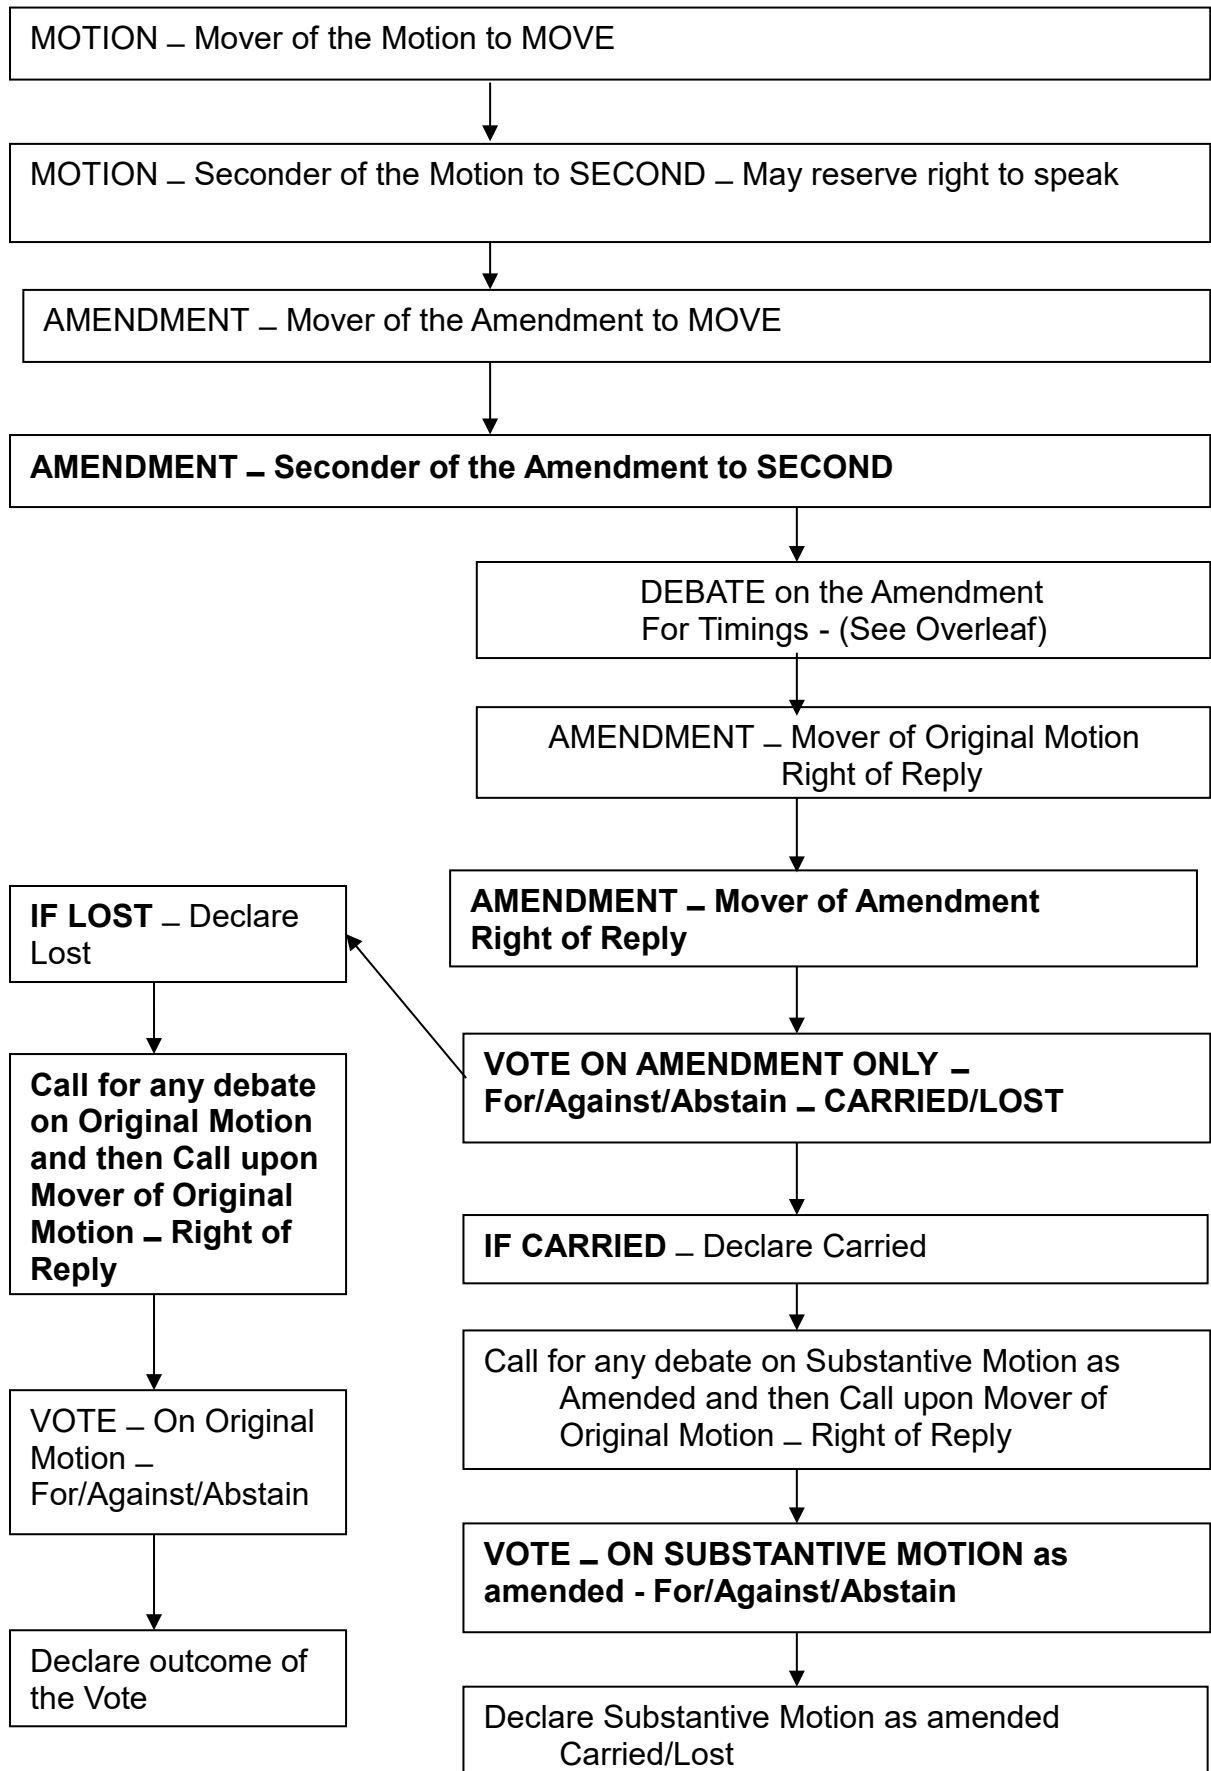 MOTION – Mover of the Motion to MOVE
MOTION – Seconder of the Motion to SECOND – May reserve right to speak
AMENDMENT – Mover of the Amendment to MOVE
AMENDMENT – Seconder of the Amendment to SECOND
DEBATE on the Amendment
For Timings - (See Overleaf)
AMENDMENT – Mover of Original Motion
Right of Reply
AMENDMENT – Mover of Amendment
Right of Reply
VOTE ON AMENDMENT ONLY –
For/Against/Abstain – CARRIED/LOST
IF LOST – Declare
Lost
Call for any debate
on Original Motion
and then Call upon
Mover of Original
Motion – Right of
Reply
VOTE – On Original
Motion –
For/Against/Abstain
Declare outcome of
the Vote
IF CARRIED – Declare Carried
Call for any debate on Substantive Motion as
Amended and then Call upon Mover of
Original Motion – Right of Reply
VOTE – ON SUBSTANTIVE MOTION as
amended - For/Against/Abstain
Declare Substantive Motion as amended
Carried/Lost